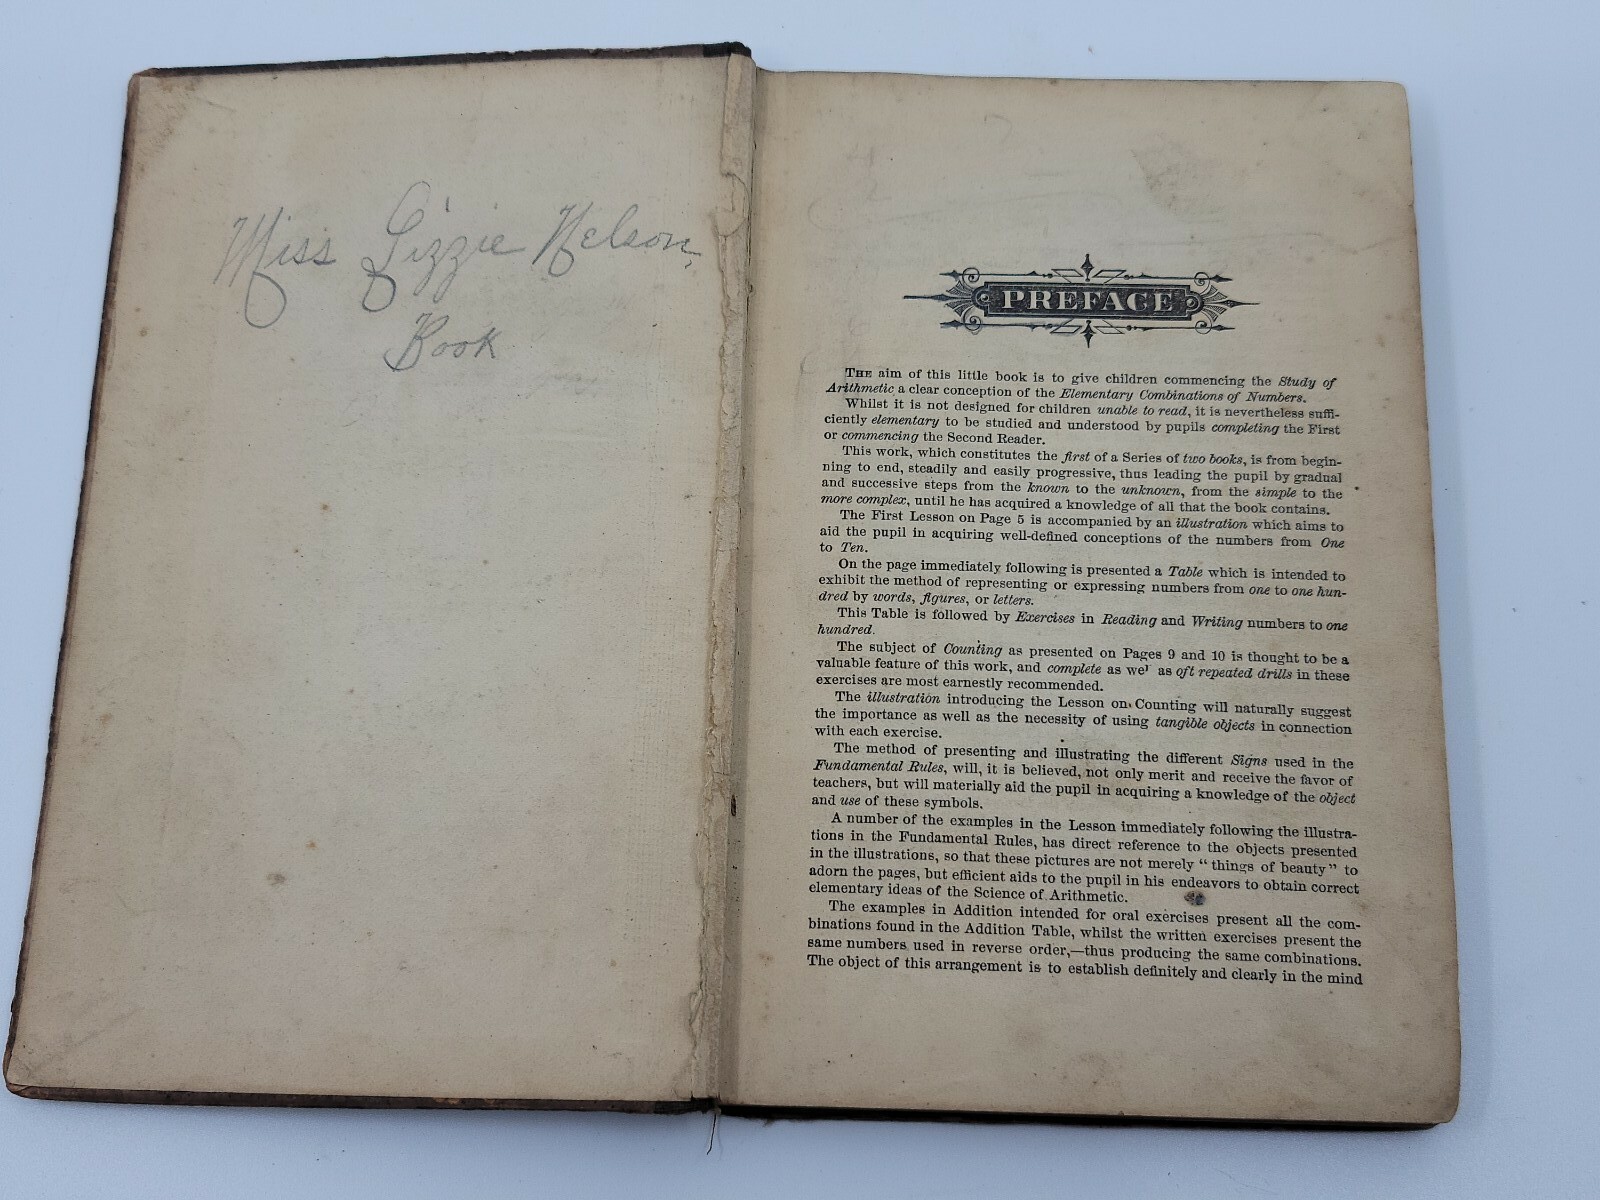 Miss Lizzie Nelson,
Book
PREFACE
THE aim of this little book is to give children commencing the Study of
Arithmetic a clear conception of the Elementary Combinations of Numbers.
Whilst it is not designed for children unable to read, it is nevertheless suffi-
ciently elementary to be studied and understood by pupils completing the First
or commencing the Second Reader.
This work, which constitutes the first of a Series of two books, is from begin-
ning to end, steadily and easily progressive, thus leading the pupil by gradual
and successive steps from the known to the unknown, from the simple to the
more complex, until he has acquired a knowledge of all that the book contains.
The First Lesson on Page 5 is accompanied by an illustration which aims to
aid the pupil in acquiring well-defined conceptions of the numbers from One
to Ten.
On the page immediately following is presented a Table which is intended to
exhibit the method of representing or expressing numbers from one to one hun-
dred by words, figures, or letters.
This Table is followed by Exercises in Reading and Writing numbers to one
hundred.
The subject of Counting as presented on Pages 9 and 10 is thought to be a
valuable feature of this work, and complete as wel as oft repeated drills in these
exercises are most earnestly recommended.
The illustration introducing the Lesson on Counting will naturally suggest
the importance as well as the necessity of using tangible objects in connection
with each exercise.
The method of presenting and illustrating the different Signs used in the
Fundamental Rules, will, it is believed, not only merit and receive the favor of
teachers, but will materially aid the pupil in acquiring a knowledge of the object
and use of these symbols.
A number of the examples in the Lesson immediately following the illustra-
tions in the Fundamental Rules, has direct reference to the objects presented
in the illustrations, so that these pictures are not merely "things of beauty" to
adorn the pages, but efficient aids to the pupil in his endeavors to obtain correct
elementary ideas of the Science of Arithmetic.
The examples in Addition intended for oral exercises present all the com-
binations found in the Addition Table, whilst the written exercises present the
same numbers used in reverse order,—thus producing the same combinations.
The object of this arrangement is to establish definitely and clearly in the mind